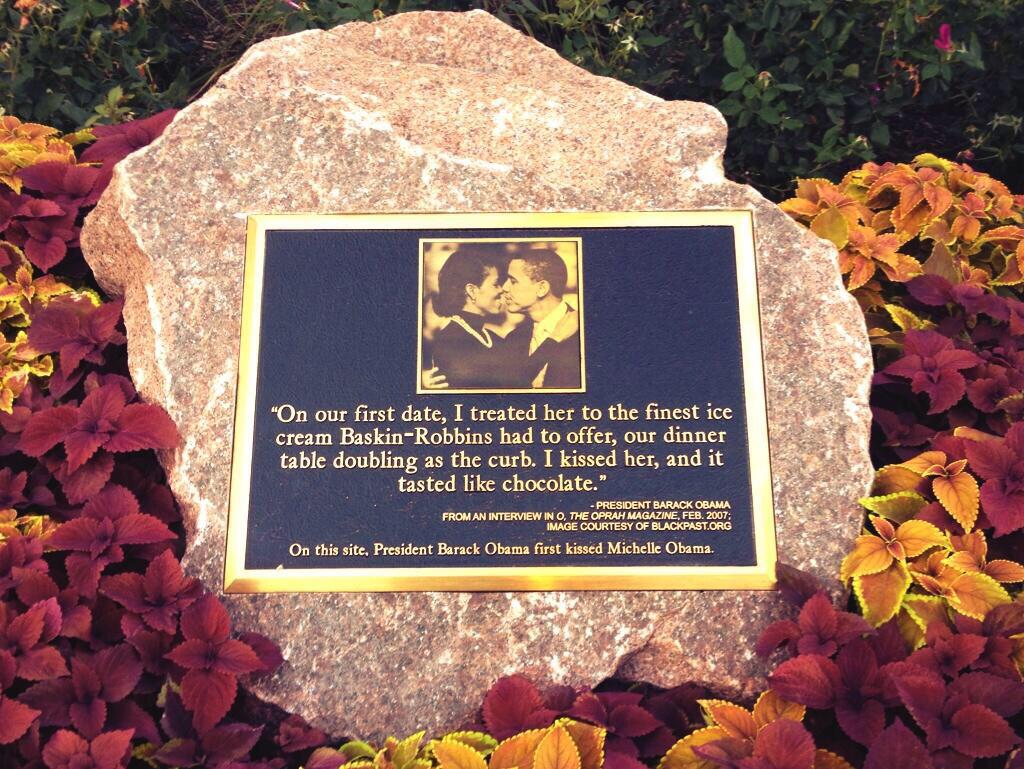 “On our first date, I treated her to the finest ice
cream Baskin-Robbins had to offer, our dinner
table doubling as the curb. I kissed her, and it
tasted like chocolate.”
- PRESIDENT BARACK OBAMA
FROM AN INTERVIEW IN O, THE OPRAH MAGAZINE, FEB. 2007;
IMAGE COURTESY OF BLACKPAST.ORG
On this site, President Barack Obama first kissed Michelle Obama.